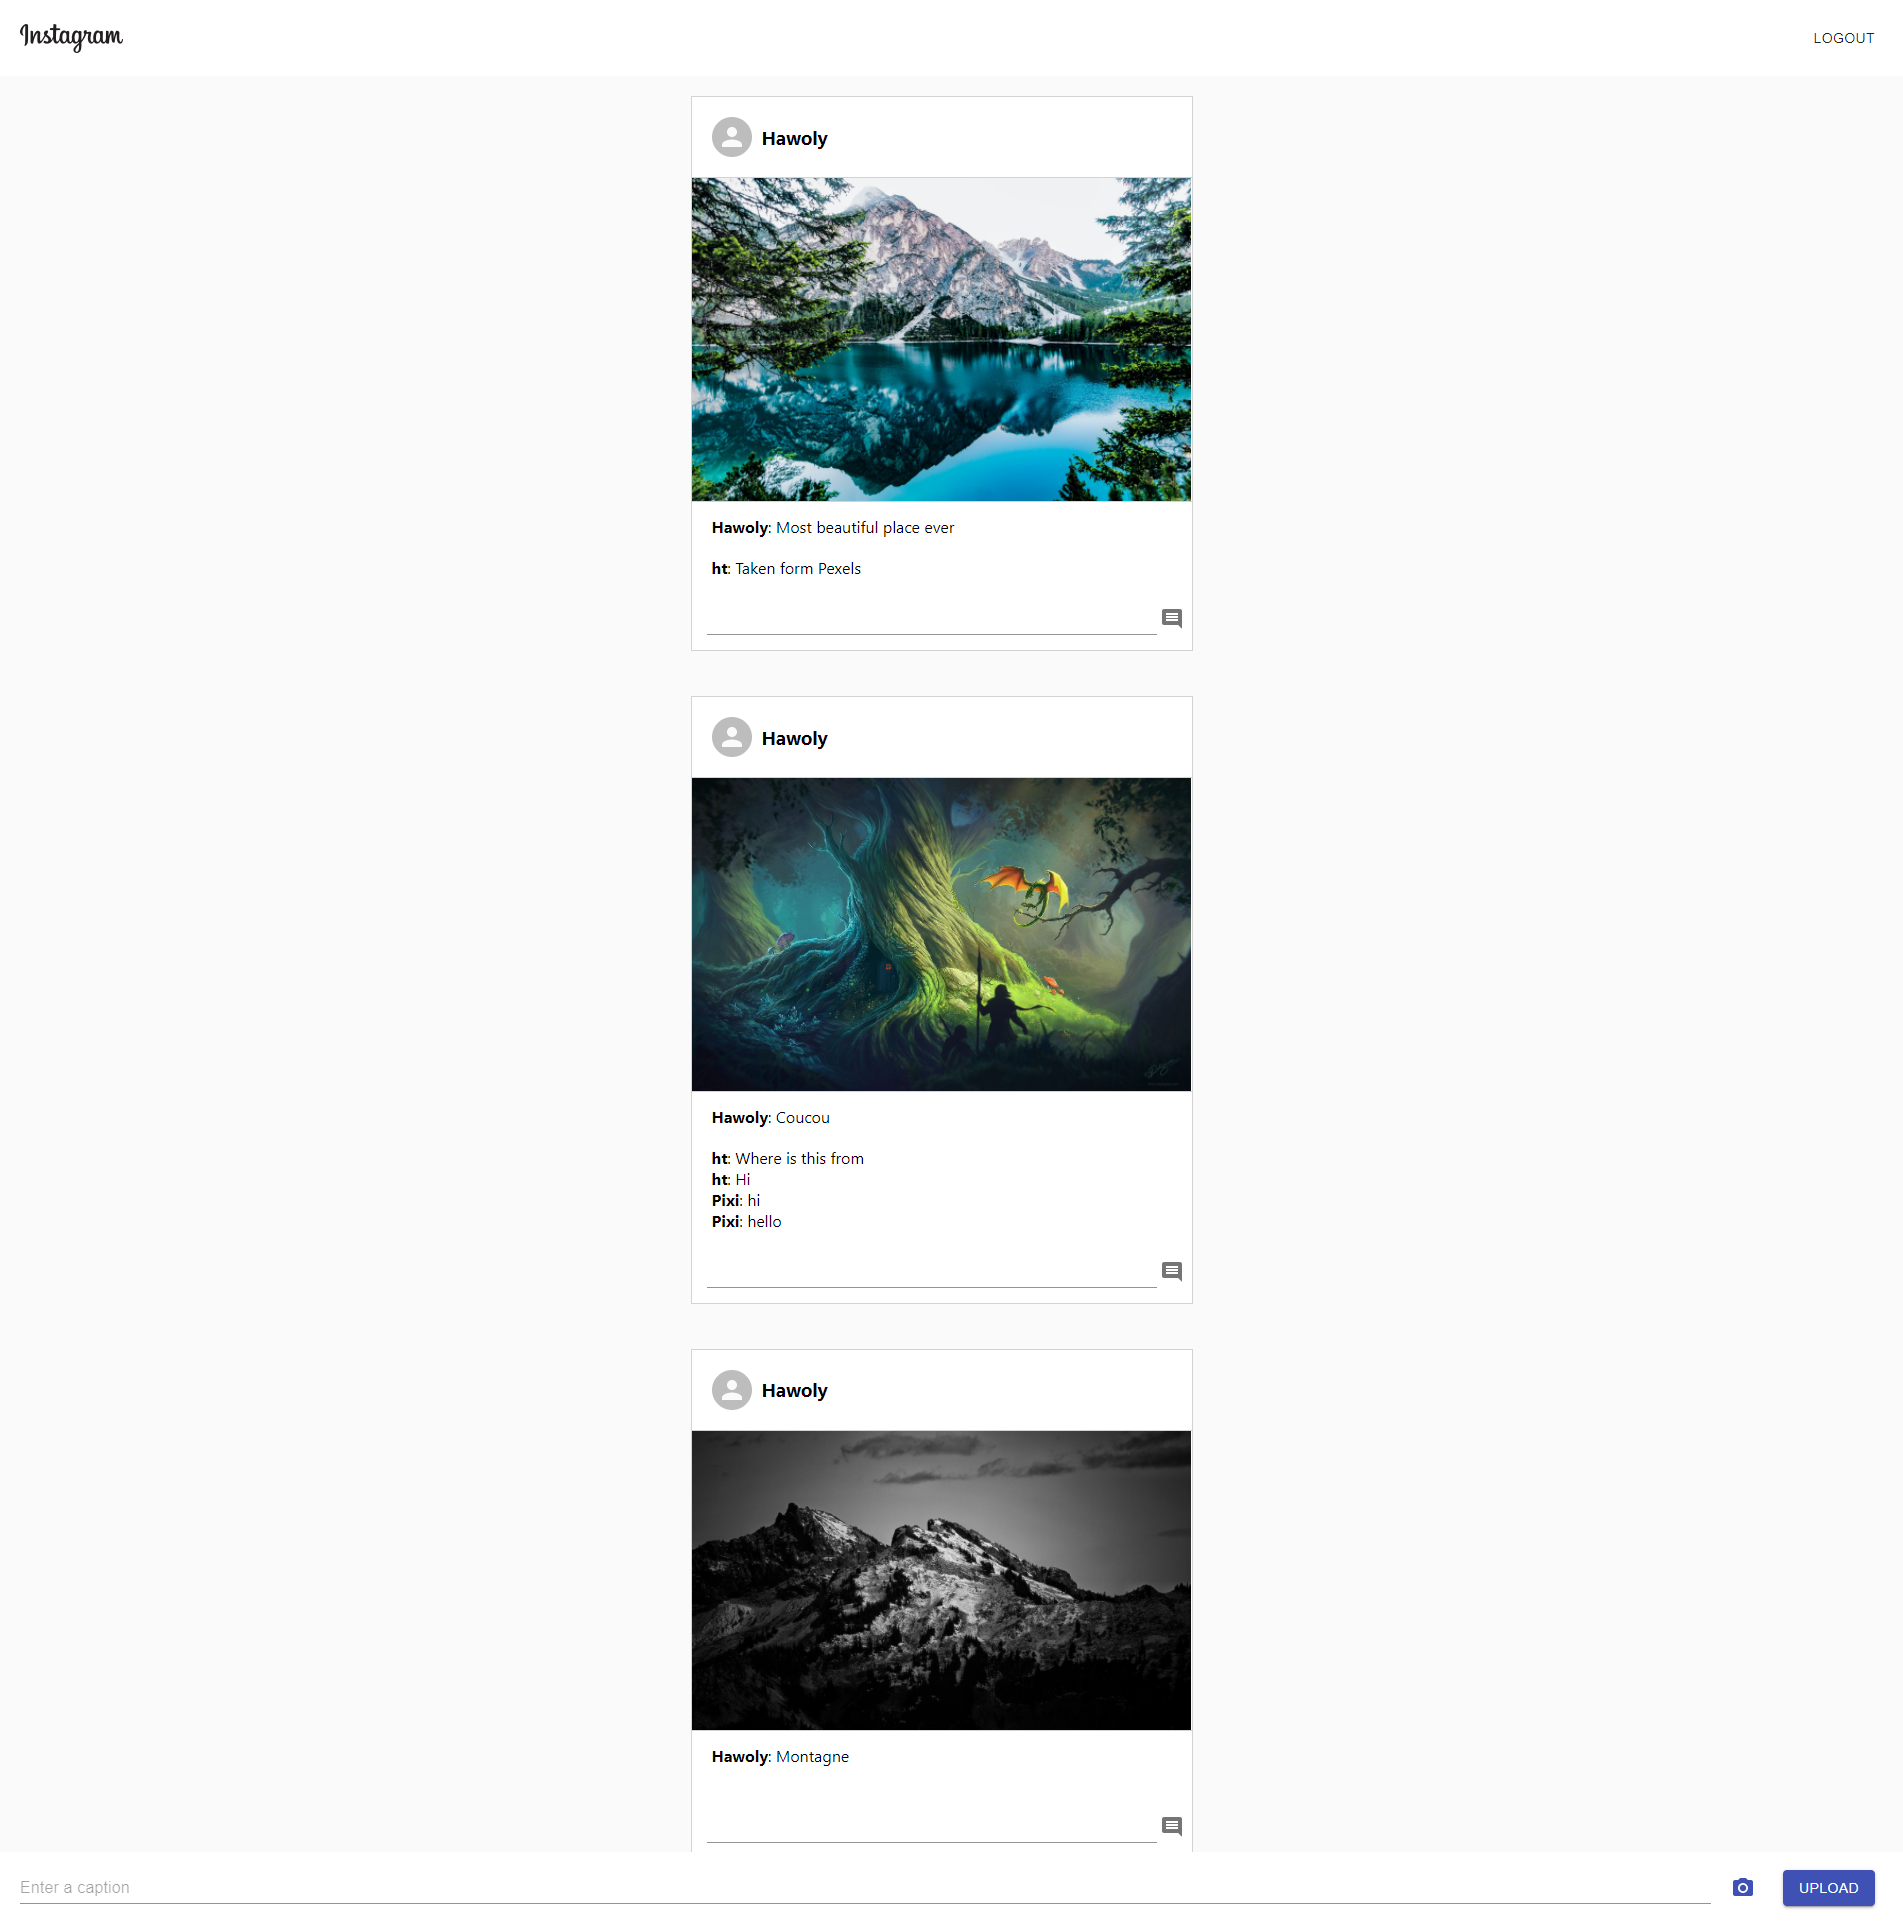 Instagram
LOGOUT
Hawoly
Hawoly: Most beautiful place ever
ht: Taken form Pexels
Hawoly
Hawoly: Coucou
ht: Where is this from
ht: Hi
Pixi: hi
Pixi: hello
Hawoly
Hawoly: Montagne
Enter a caption
UPLOAD